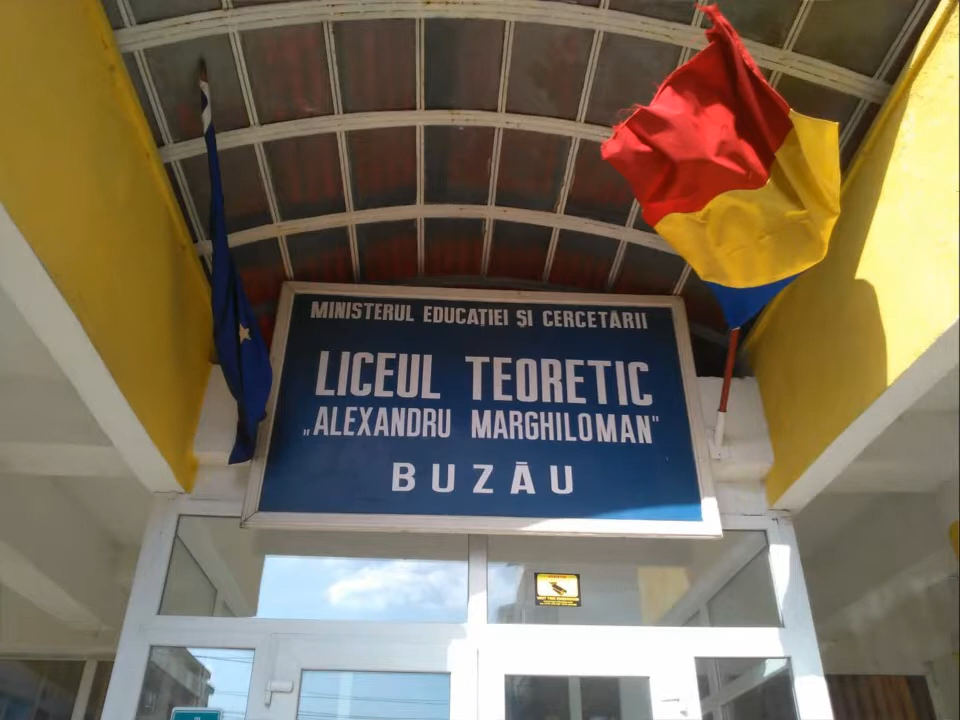 MINISTERUL EDUCAȚIEI ȘI CERCETĂRII
LICEUL TEORETIC
„ALEXANDRU MARGHILOMAN”
BUZĂU